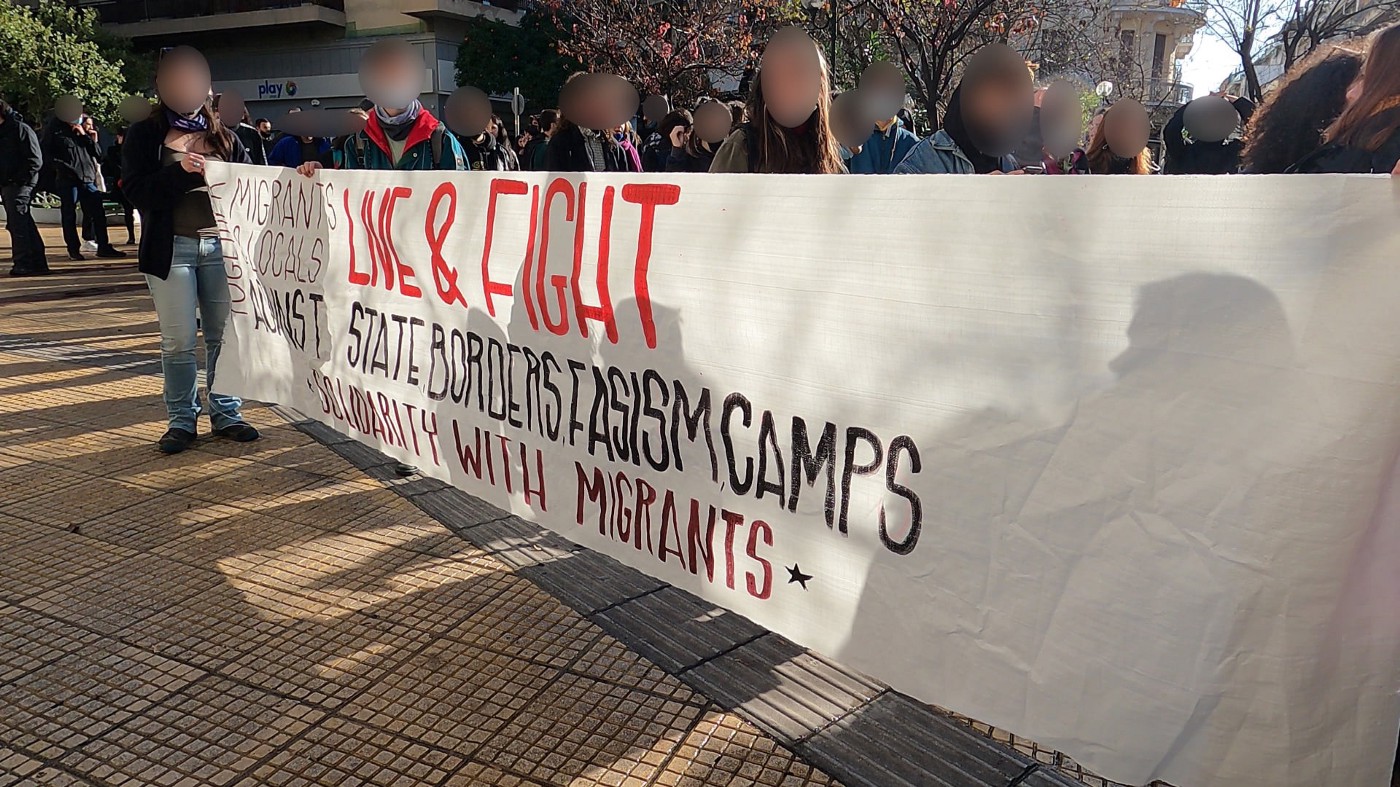 play
MIGRANTS
& LOCALS
TOGETHER
LIVE & FIGHT
AGAINST STATE, BORDERS, FASISM, CAMPS
SOLIDARITY WITH MIGRANTS ★